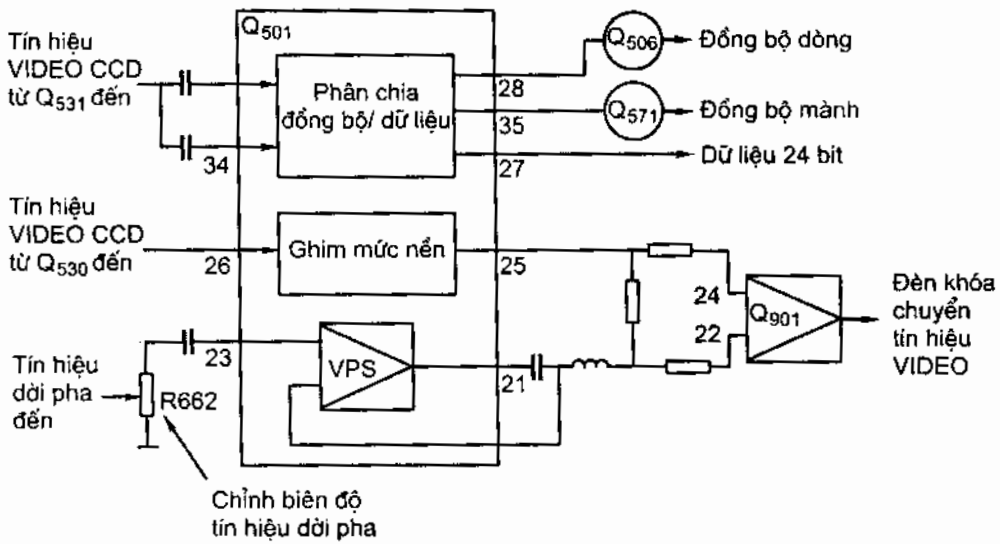 Tín hiệu
VIDEO CCD
từ Q531 đến
Q501
Phân chia
đồng bộ/ dữ liệu
34
28
35
27
Q506
Đồng bộ dòng
Q571
Đồng bộ mành
Dữ liệu 24 bit
Tín hiệu
VIDEO CCD
từ Q530 đến
26
Ghim mức nền
25
24
22
Q901
Đèn khóa
chuyển
tín hiệu
VIDEO
23
VPS
21
Tín hiệu
dời pha
đến
R662
Chỉnh biên độ
tín hiệu dời pha